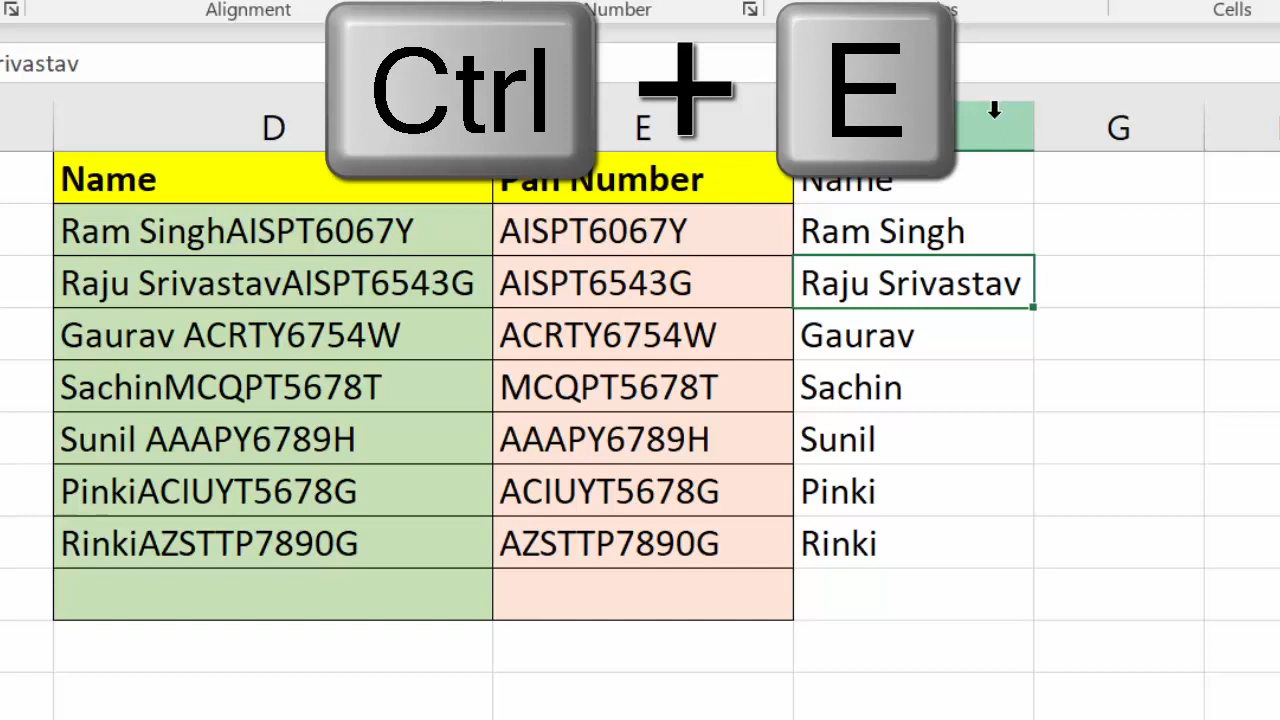 Alignment Number Cells
rivastav
Ctrl + E
D E G
Name Pan Number Name
Ram SinghAISPT6067Y AISPT6067Y Ram Singh
Raju SrivastavAISPT6543G AISPT6543G Raju Srivastav
Gaurav ACRTY6754W ACRTY6754W Gaurav
SachinMCQPT5678T MCQPT5678T Sachin
Sunil AAAPY6789H AAAPY6789H Sunil
PinkiACIUYT5678G ACIUYT5678G Pinki
RinkiAZSTTP7890G AZSTTP7890G Rinki